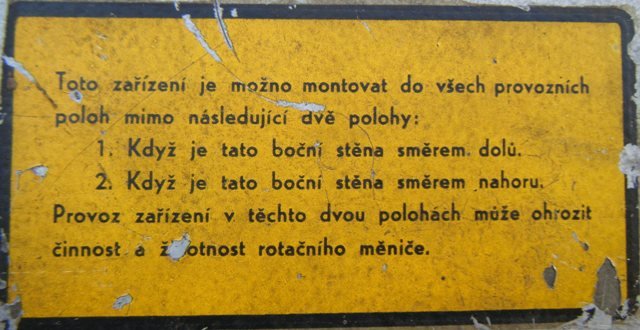 Toto zařízení je možno montovat do všech provozních
poloh mimo následující dvě polohy:
1. Když je tato boční stěna směrem dolů.
2. Když je tato boční stěna směrem nahoru.
Provoz zařízení v těchto dvou polohách může ohrozit
činnost a životnost rotačního měniče.